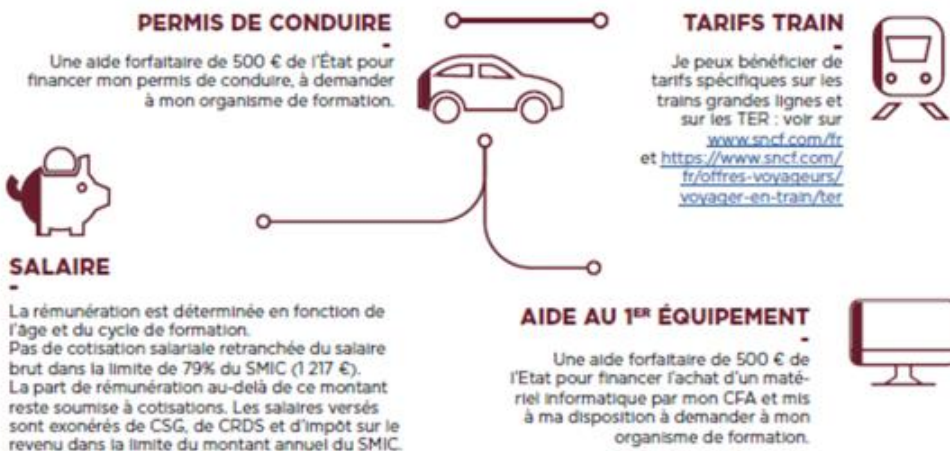 PERMIS DE CONDUIRE
-
Une aide forfaitaire de 500 € de l'État pour
financer mon permis de conduire, à demander
à mon organisme de formation.
TARIFS TRAIN
-
Je peux bénéficier de
tarifs spécifiques sur les
trains grandes lignes et
sur les TER : voir sur
www.sncf.com/fr
et https://www.sncf.com/
fr/offres-voyageurs/
voyager-en-train/ter
SALAIRE
-
La rémunération est déterminée en fonction de
l'âge et du cycle de formation.
Pas de cotisation salariale retranchée du salaire
brut dans la limite de 79% du SMIC (1 217 €).
La part de rémunération au-delà de ce montant
reste soumise à cotisations. Les salaires versés
sont exonérés de CSG, de CRDS et d'impôt sur le
revenu dans la limite du montant annuel du SMIC.
AIDE AU 1ER ÉQUIPEMENT
-
Une aide forfaitaire de 500 € de
l'Etat pour financer l'achat d'un maté-
riel informatique par mon CFA et mis
à ma disposition à demander à mon
organisme de formation.